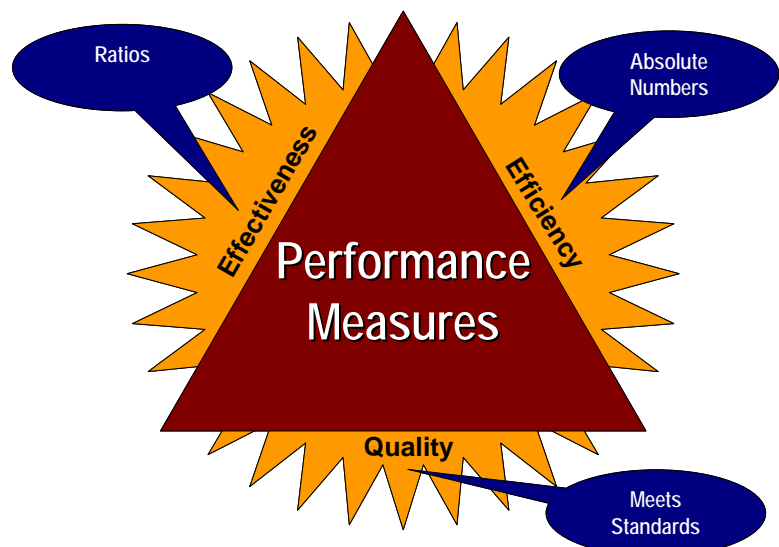 Ratios
Absolute
Numbers
Effectiveness
Efficiency
Performance
Measures
Quality
Meets
Standards